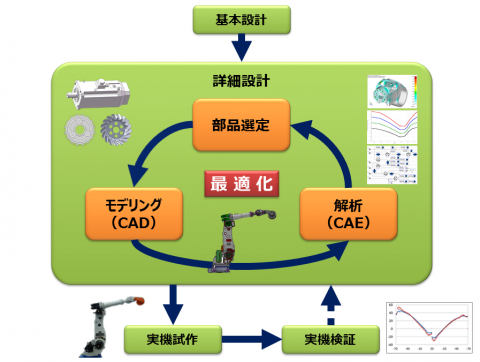 基本設計
詳細設計
部品選定
最適化
モデリング
（CAD）
解析
（CAE）
実機試作
実機検証